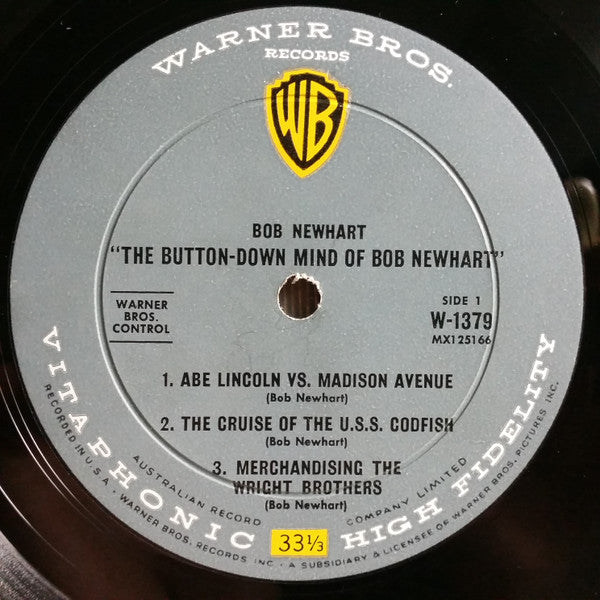 WARNER BROS.
RECORDS
WB
BOB NEWHART
"THE BUTTON-DOWN MIND OF BOB NEWHART"
WARNER
BROS.
CONTROL
SIDE 1
W-1379
MX125166
1. ABE LINCOLN VS. MADISON AVENUE
(Bob Newhart)
2. THE CRUISE OF THE U.S.S. CODFISH
(Bob Newhart)
3. MERCHANDISING THE
WRIGHT BROTHERS
(Bob Newhart)
AUSTRALIAN RECORD COMPANY LIMITED
VITAPHONIC HIGH FIDELITY
33⅓
RECORDED IN U.S.A. • WARNER BROS. RECORDS INC. • A SUBSIDIARY & LICENSEE OF WARNER BROS. PICTURES INC.